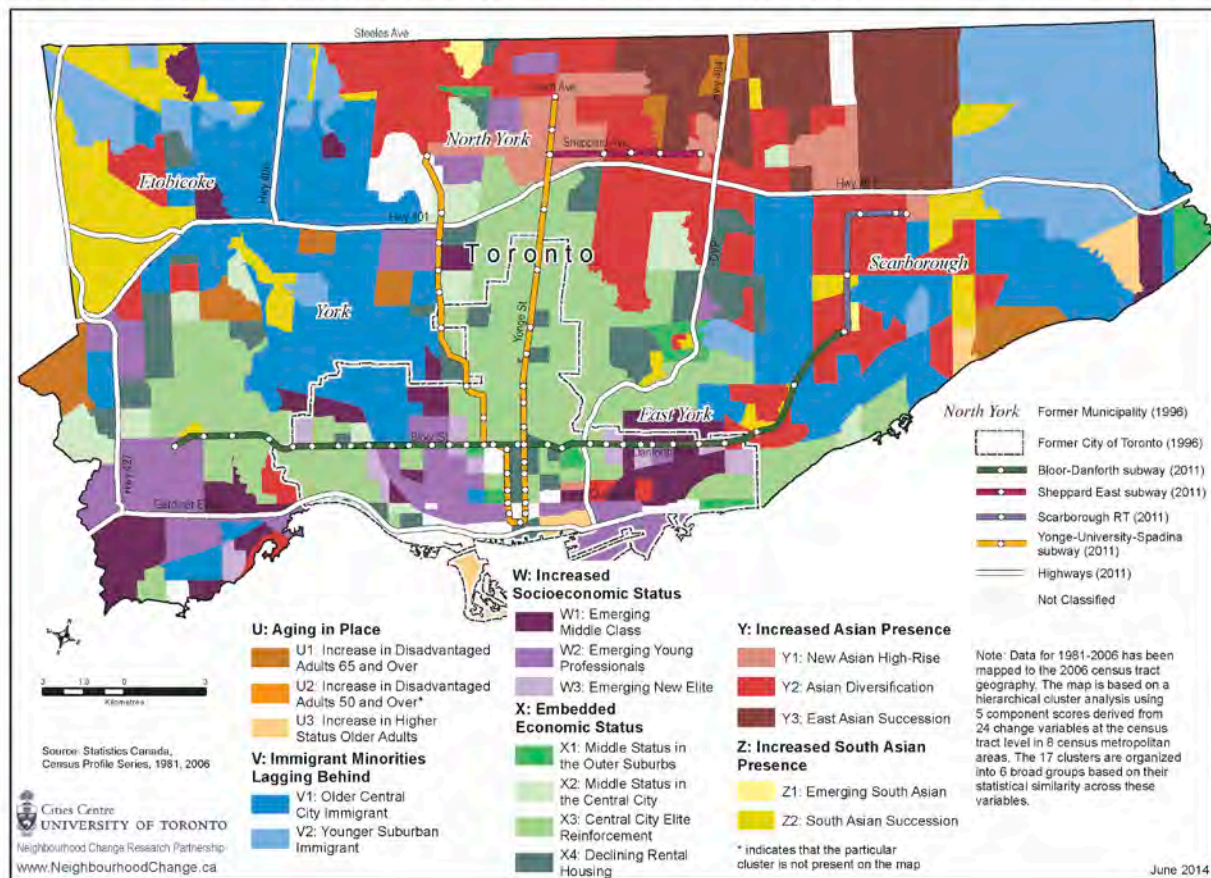 Steeles Ave
Finch Ave
Hwy 404
North York
Sheppard Ave
Etobicoke
Hwy 400
Hwy 401
Hwy 401
Toronto
DVP
Scarborough
York
Yonge St
East York
Bloor St
Danforth
Hwy 427
Gardiner
North York Former Municipality (1996)
Former City of Toronto (1996)
Bloor-Danforth subway (2011)
Sheppard East subway (2011)
Scarborough RT (2011)
Yonge-University-Spadina
subway (2011)
Highways (2011)
Not Classified
Kilometres
Source: Statistics Canada,
Census Profile Series, 1981, 2006
Cities Centre
UNIVERSITY OF TORONTO
Neighbourhood Change Research Partnership
www.NeighbourhoodChange.ca
U: Aging in Place
U1: Increase in Disadvantaged
Adults 65 and Over
U2: Increase in Disadvantaged
Adults 50 and Over*
U3: Increase in Higher
Status Older Adults
V: Immigrant Minorities
Lagging Behind
V1: Older Central
City Immigrant
V2: Younger Suburban
Immigrant
W: Increased
Socioeconomic Status
W1: Emerging
Middle Class
W2: Emerging Young
Professionals
W3: Emerging New Elite
X: Embedded
Economic Status
X1: Middle Status in
the Outer Suburbs
X2: Middle Status in
the Central City
X3: Central City Elite
Reinforcement
X4: Declining Rental
Housing
Y: Increased Asian Presence
Y1: New Asian High-Rise
Y2: Asian Diversification
Y3: East Asian Succession
Z: Increased South Asian
Presence
Z1: Emerging South Asian
Z2: South Asian Succession
* indicates that the particular
cluster is not present on the map
Note: Data for 1981-2006 has been
mapped to the 2006 census tract
geography. The map is based on a
hierarchical cluster analysis using
5 component scores derived from
24 change variables at the census
tract level in 8 census metropolitan
areas. The 17 clusters are organized
into 6 broad groups based on their
statistical similarity across these
variables.
June 2014